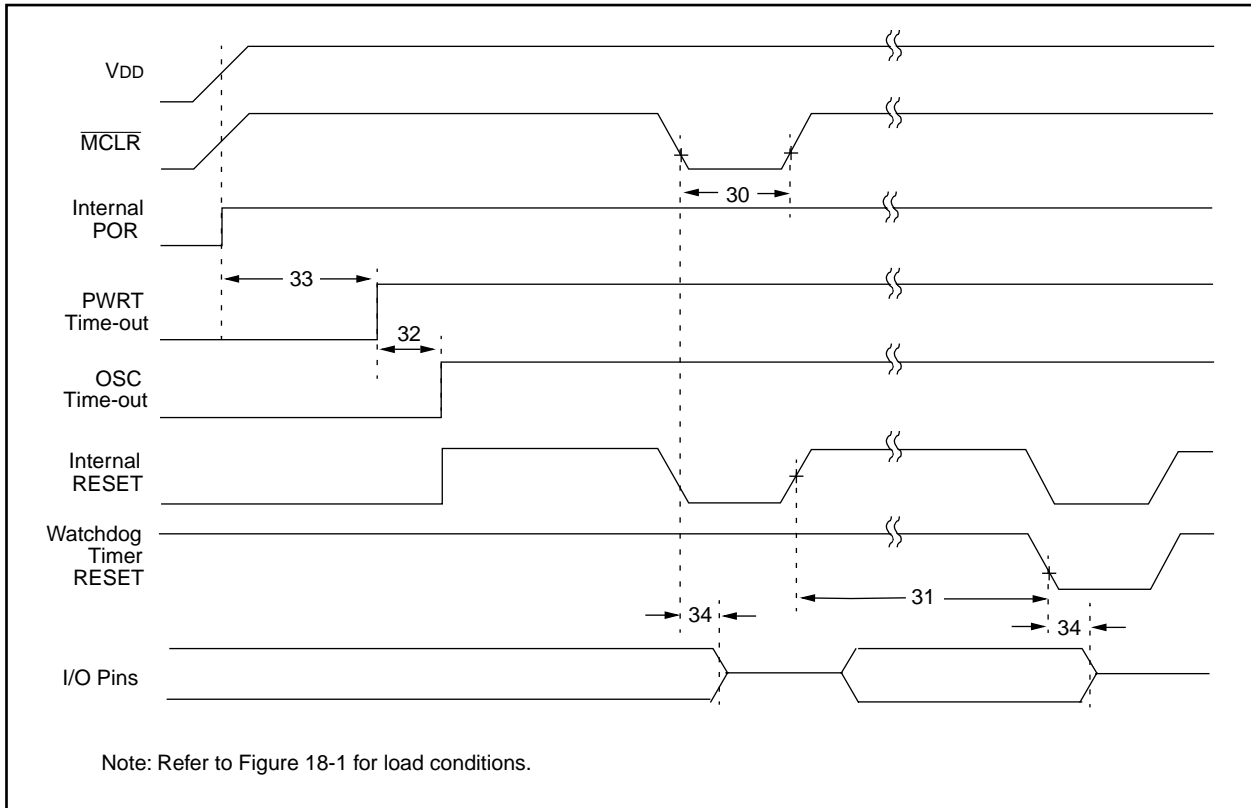 VDD
MCLR
30
Internal
POR
33
PWRT
Time-out
32
OSC
Time-out
Internal
RESET
Watchdog
Timer
RESET
31
34
34
I/O Pins
Note: Refer to Figure 18-1 for load conditions.